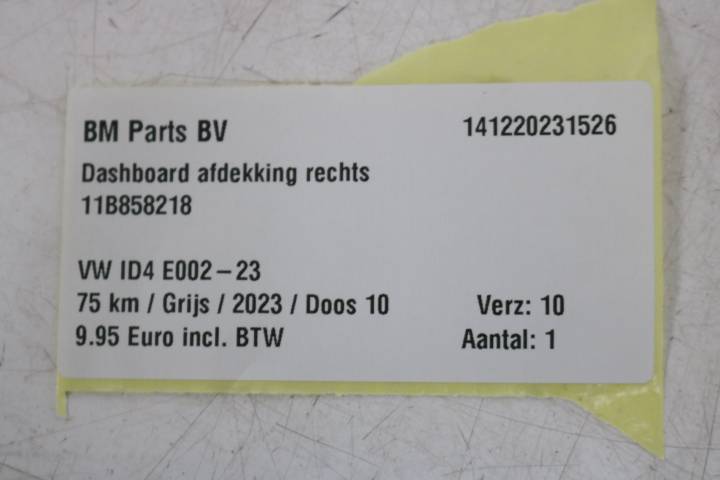 BM Parts BV 141220231526
Dashboard afdekking rechts
11B858218
VW ID4 E002-23
75 km / Grijs / 2023 / Doos 10 Verz: 10
9.95 Euro incl. BTW Aantal: 1